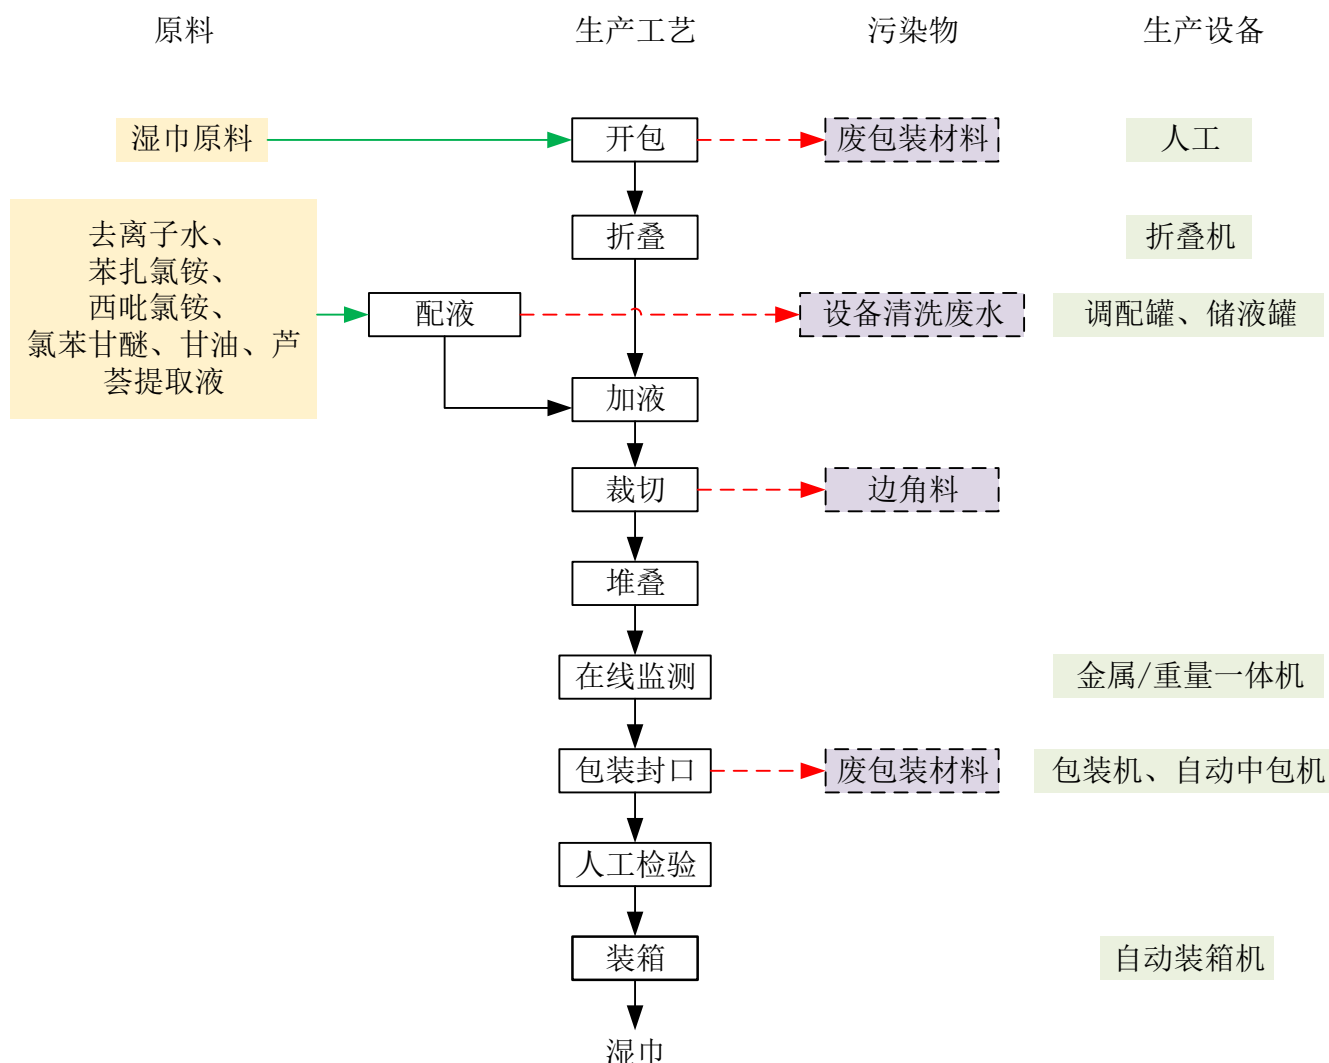 原料
生产工艺
污染物
生产设备
湿巾原料
开包
废包装材料
人工
去离子水、
苯扎氯铵、
西吡氯铵、
氯苯甘醚、甘油、芦
荟提取液
折叠
折叠机
配液
设备清洗废水
调配罐、储液罐
加液
裁切
边角料
堆叠
在线监测
金属/重量一体机
包装封口
废包装材料
包装机、自动中包机
人工检验
装箱
自动装箱机
湿巾